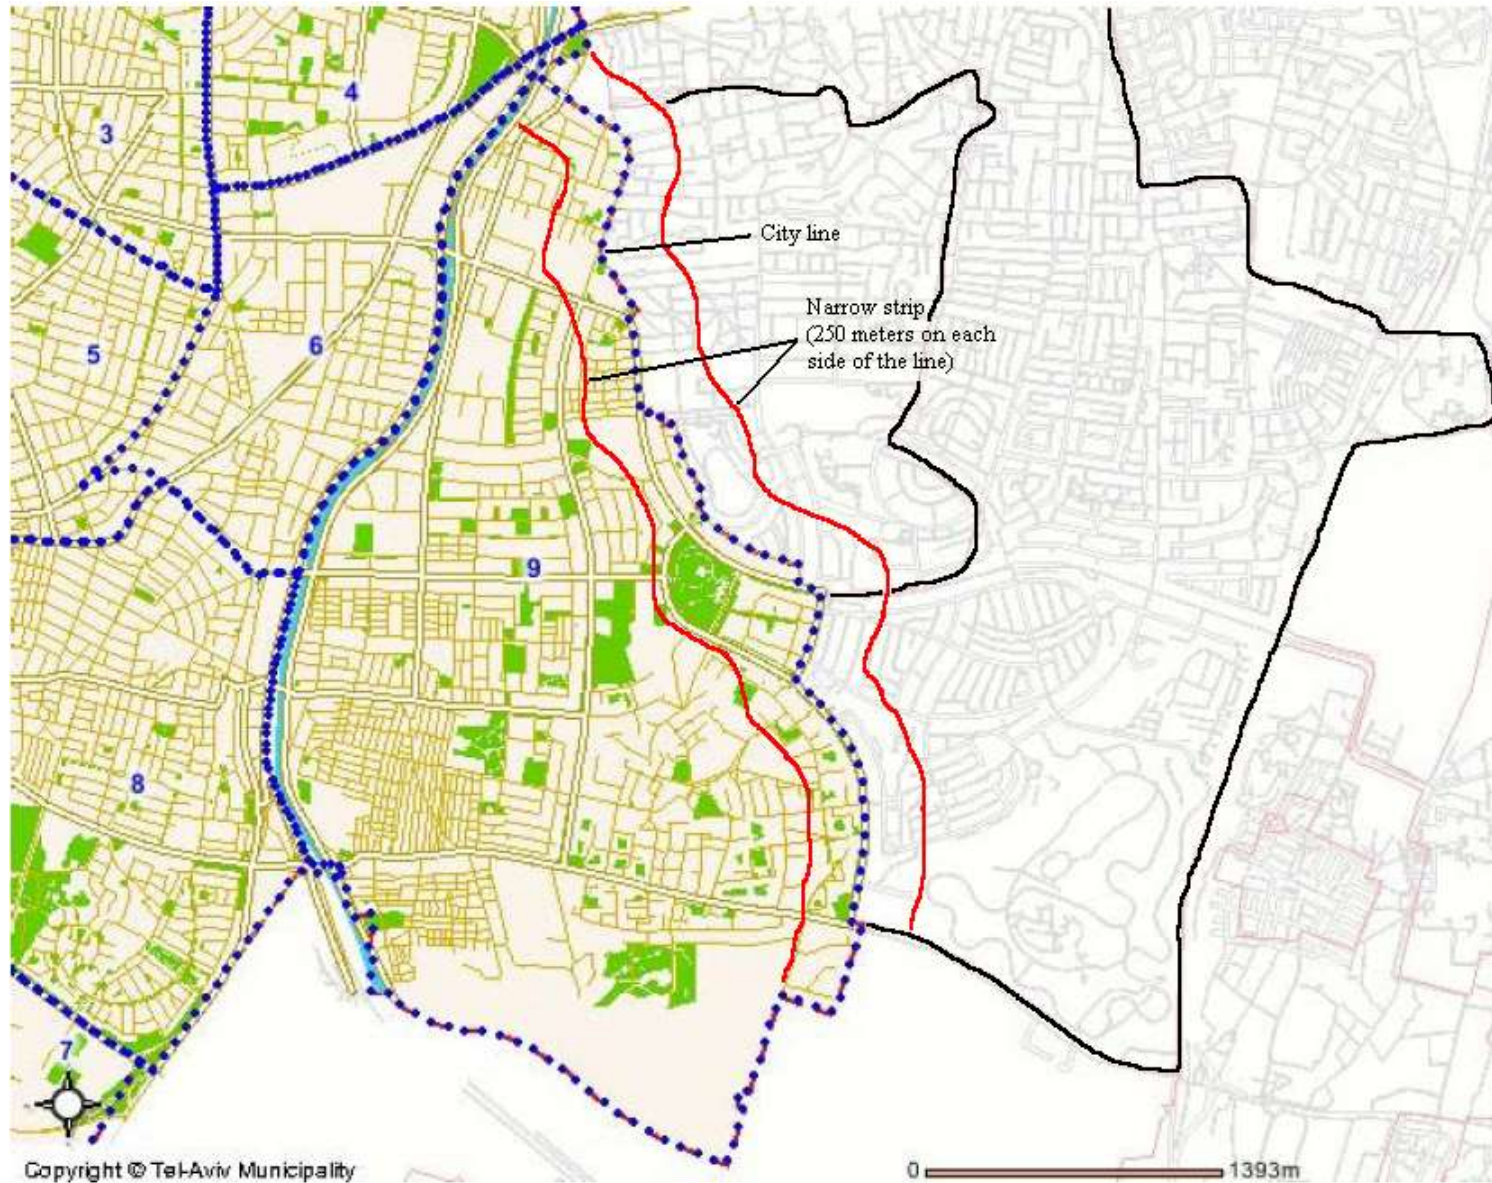 4
3
City line
Narrow strip
(250 meters on each
side of the line)
5
6
9
8
7
Copyright © Tel-Aviv Municipality
0 1393m